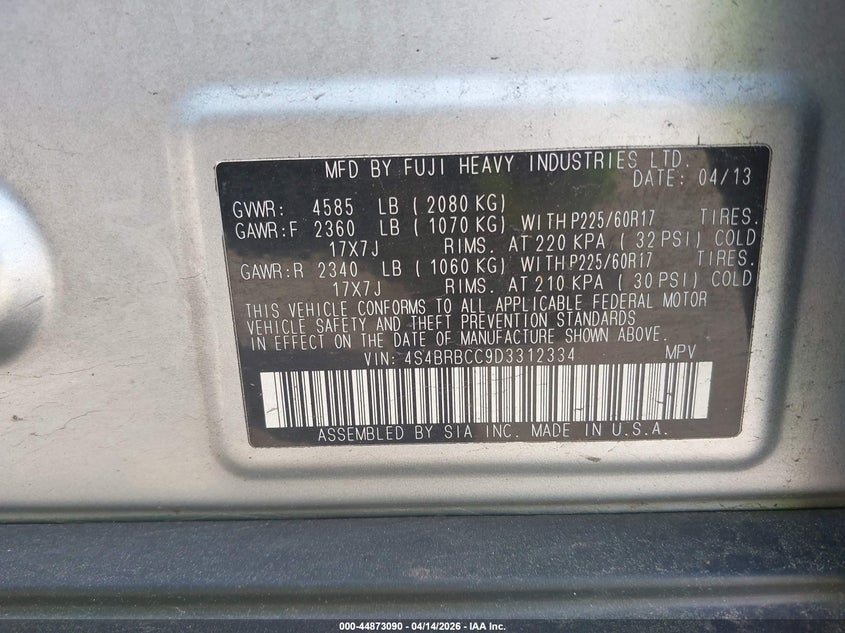 MFD BY FUJI HEAVY INDUSTRIES LTD.
DATE: 04/13
GVWR: 4585 LB ( 2080 KG)
GAWR:F 2360 LB ( 1070 KG) WITH P225/60R17 TIRES.
17X7J RIMS. AT 220 KPA ( 32 PSI) COLD
GAWR:R 2340 LB ( 1060 KG) WITH P225/60R17 TIRES.
17X7J RIMS. AT 210 KPA ( 30 PSI) COLD
THIS VEHICLE CONFORMS TO ALL APPLICABLE FEDERAL MOTOR
VEHICLE SAFETY AND THEFT PREVENTION STANDARDS
IN EFFECT ON THE DATE OF MANUFACTURE SHOWN ABOVE.
VIN: 4S4BRBCC9D3312334 MPV
ASSEMBLED BY SIA INC. MADE IN U.S.A.
000-44873090 - 04/14/2026 - IAA Inc.